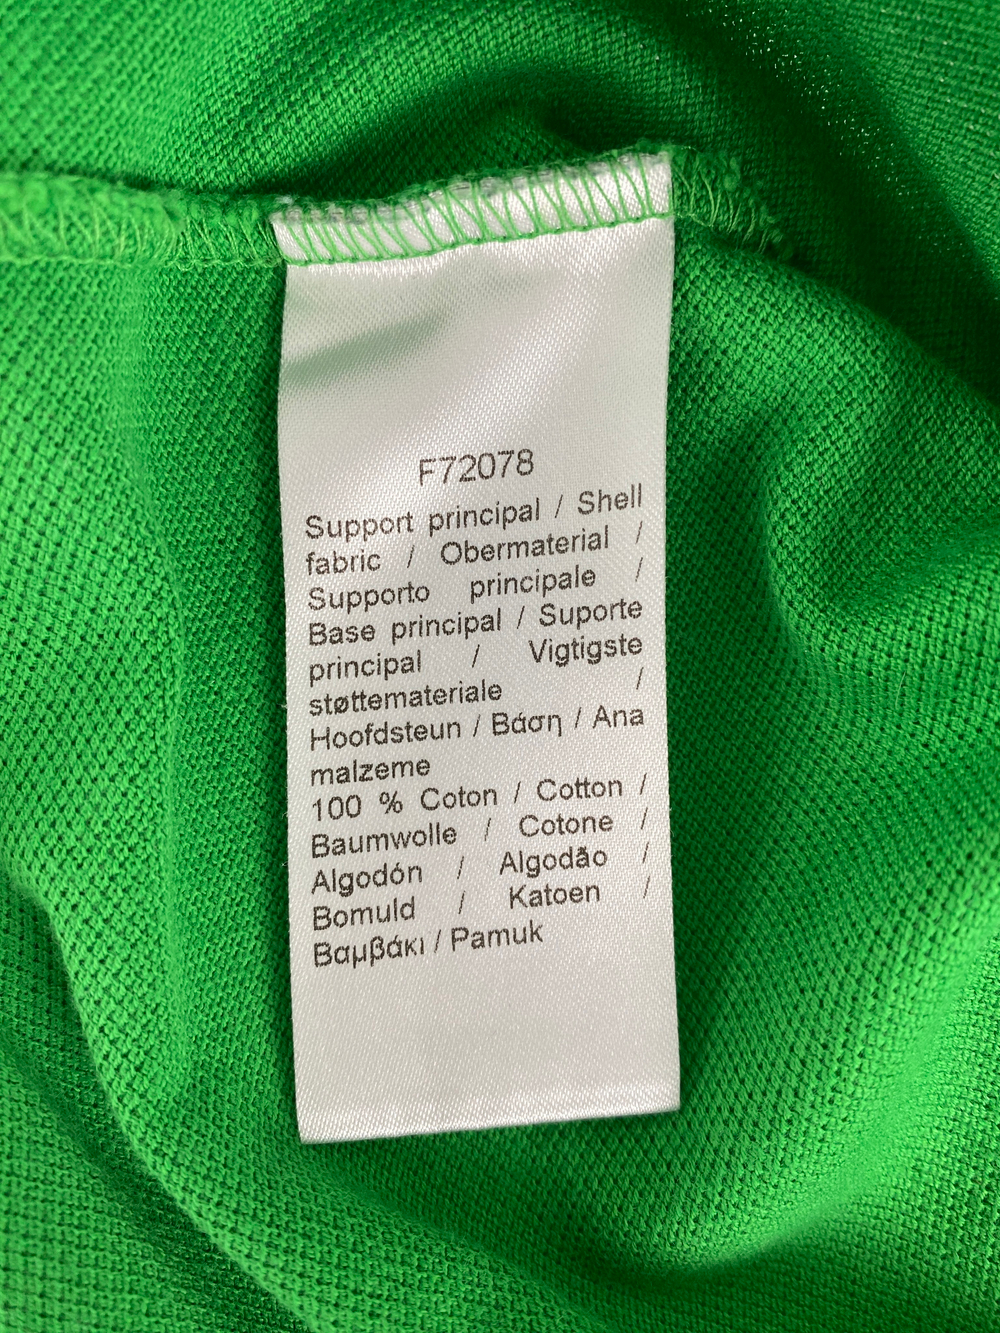 F72078
Support principal / Shell
fabric / Obermaterial /
Supporto principale /
Base principal / Suporte
principal / Vigtigste
støttemateriale /
Hoofdsteun / Βάση / Ana
malzeme
100 % Coton / Cotton /
Baumwolle / Cotone /
Algodón / Algodão /
Bomuld / Katoen /
Βαμβάκι / Pamuk